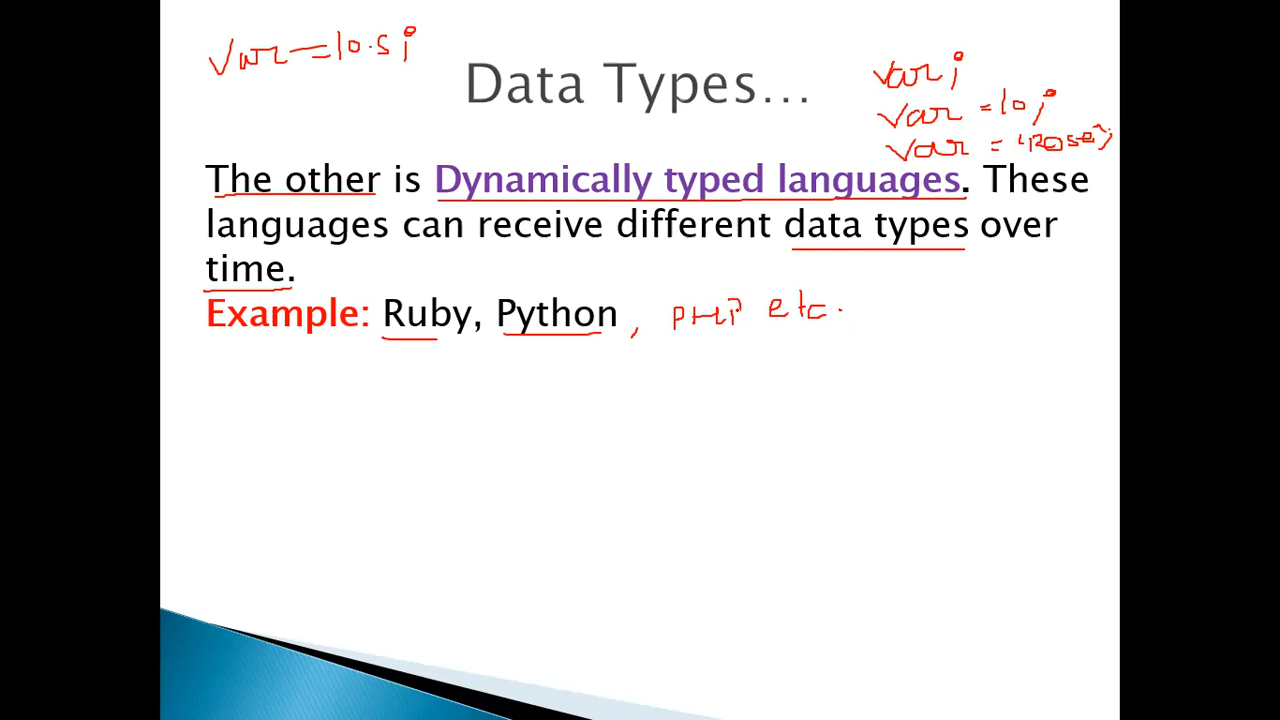 var = 10.5;
Data Types...
var;
var = 10;
var =
The other is Dynamically typed languages. These
languages can receive different data types over
time.
Example: Ruby, Python , PHP etc.